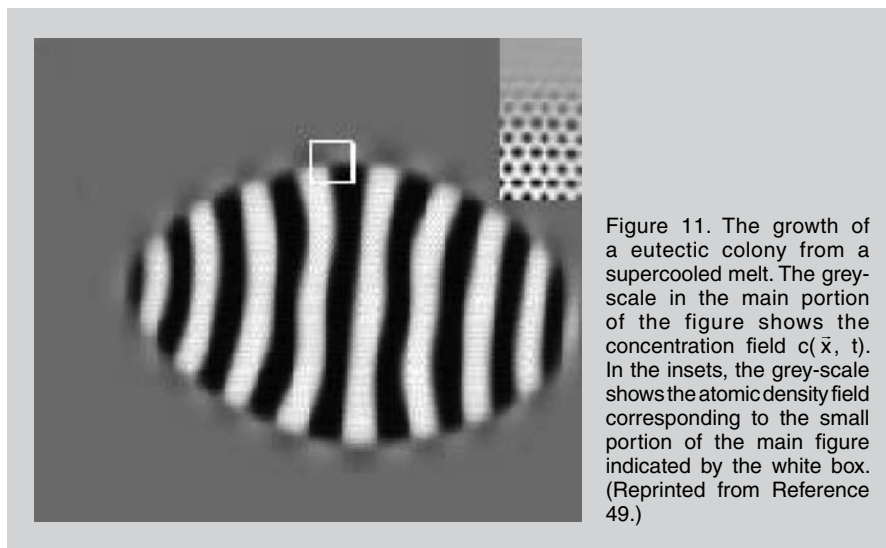 Figure 11. The growth of
a eutectic colony from a
supercooled melt. The grey-
scale in the main portion
of the figure shows the
concentration field c( x̄, t).
In the insets, the grey-scale
shows the atomic density field
corresponding to the small
portion of the main figure
indicated by the white box.
(Reprinted from Reference
49.)